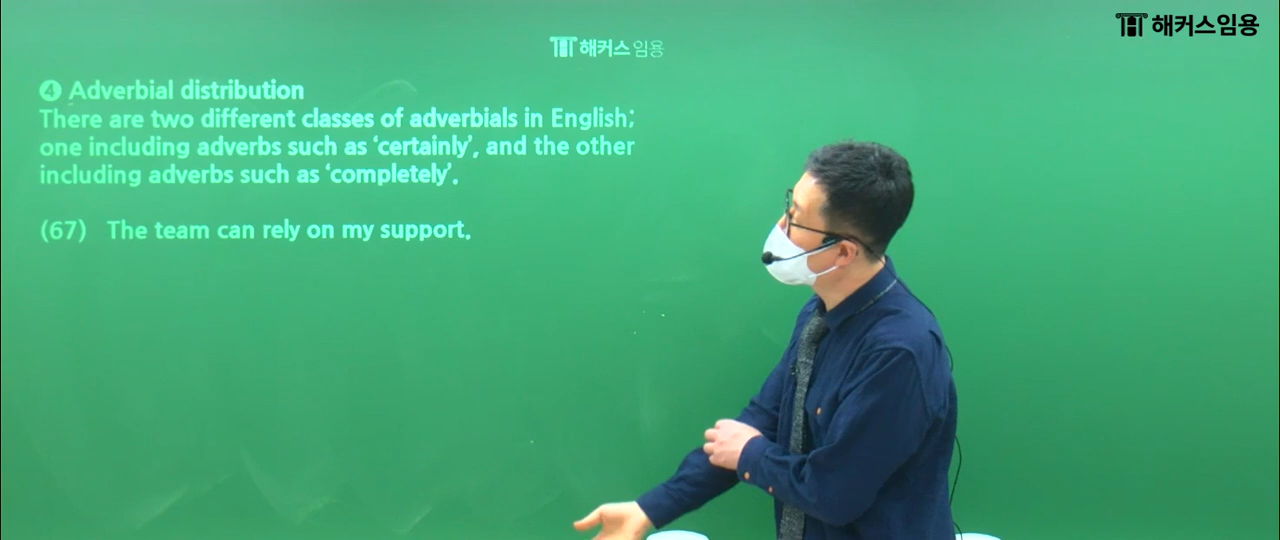 해커스임용
해커스임용
❹ Adverbial distribution
There are two different classes of adverbials in English;
one including adverbs such as ‘certainly’, and the other
including adverbs such as ‘completely’.
(67) The team can rely on my support.